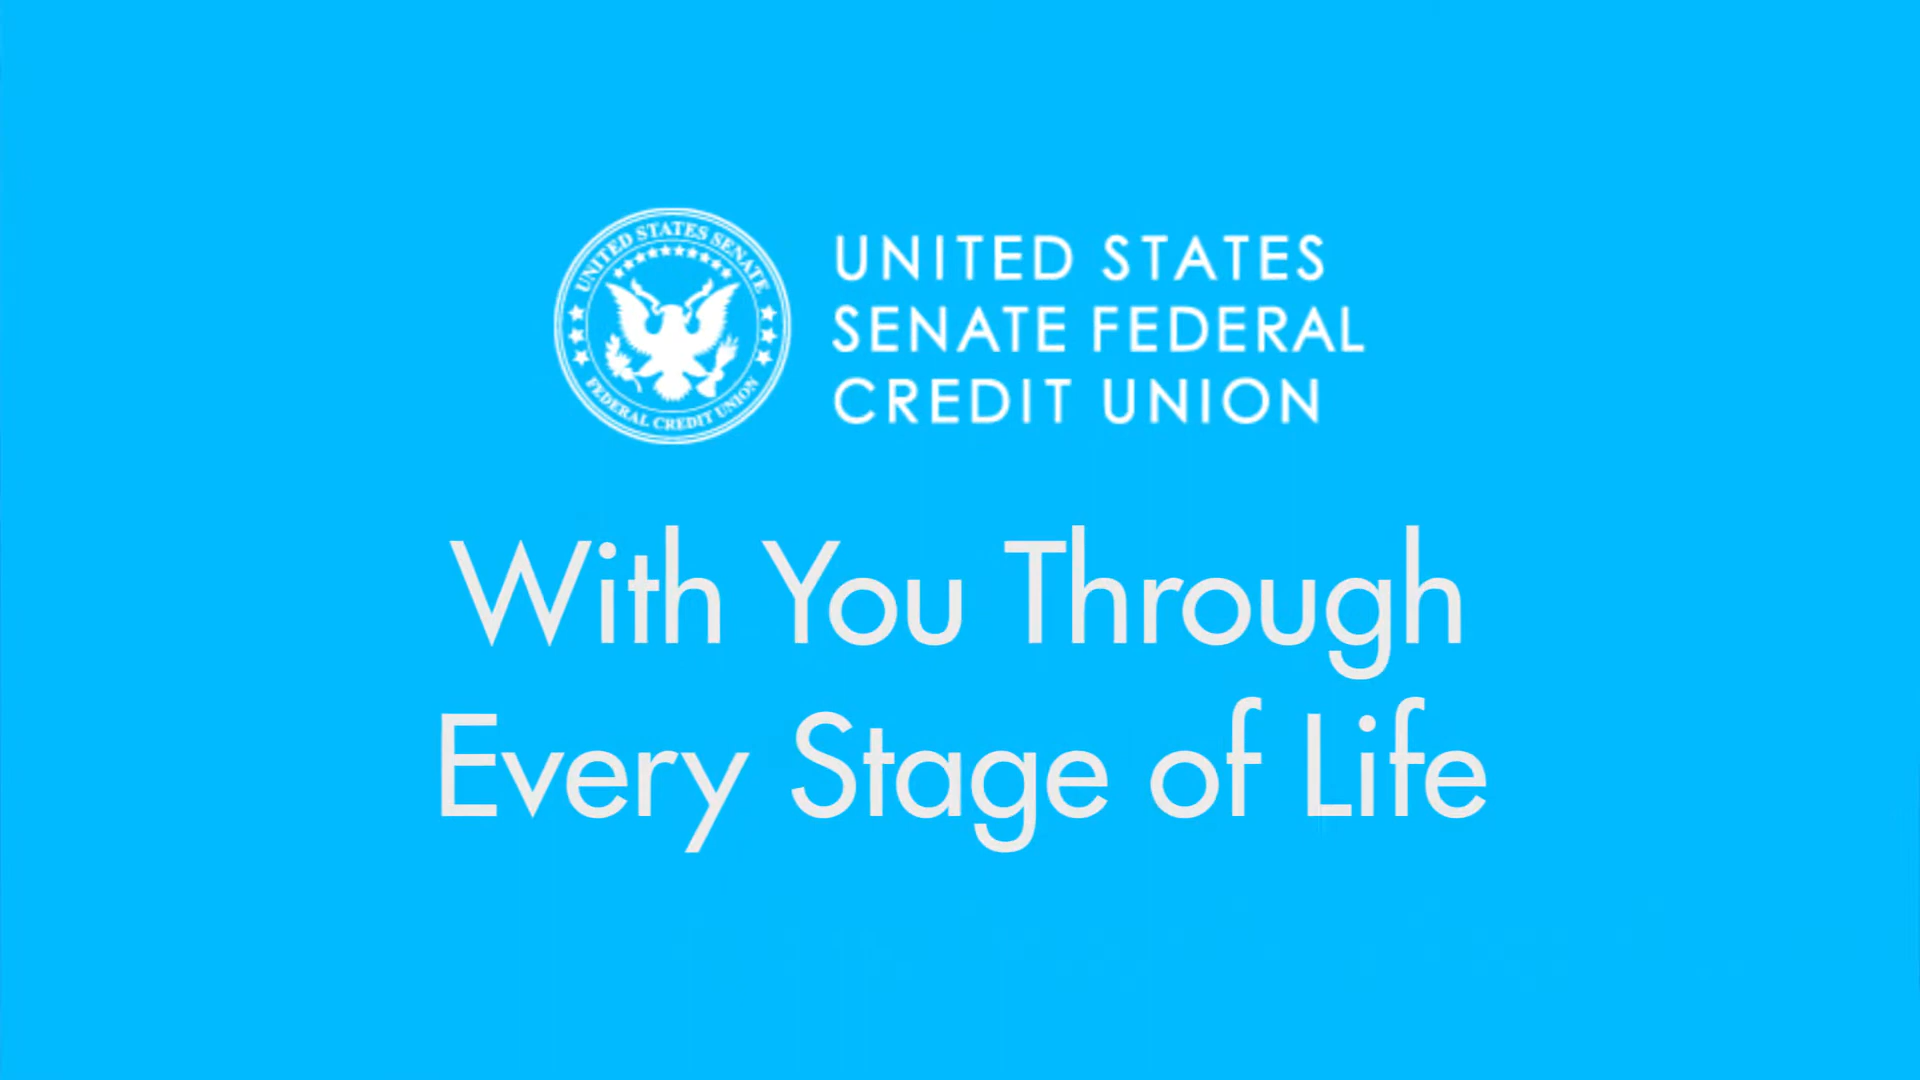 UNITED STATES SENATE
FEDERAL CREDIT UNION
UNITED STATES
SENATE FEDERAL
CREDIT UNION
With You Through
Every Stage of Life